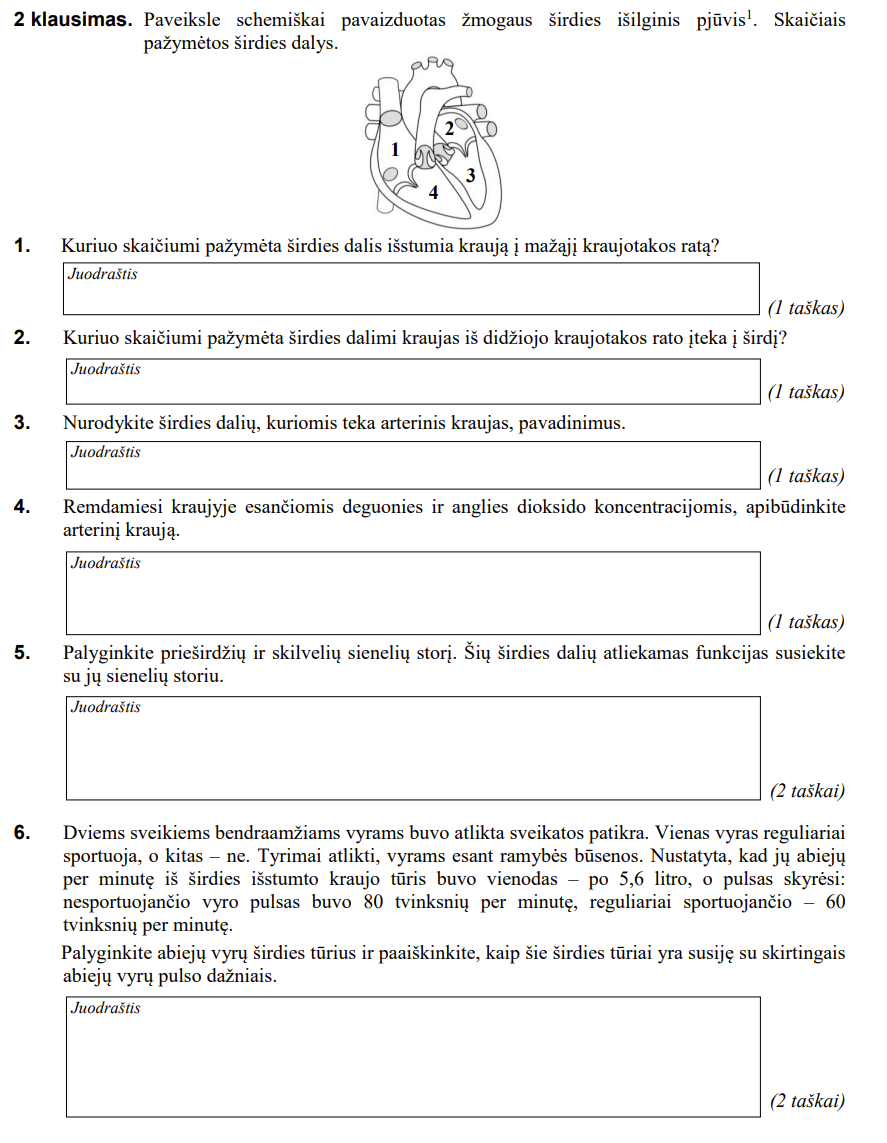 2 klausimas. Paveiksle schemiškai pavaizduotas žmogaus širdies išilginis pjūvis¹. Skaičiais
pažymėtos širdies dalys.
2
1
3
4
1. Kuriuo skaičiumi pažymėta širdies dalis išstumia kraują į mažąjį kraujotakos ratą?
Juodraštis
(1 taškas)
2. Kuriuo skaičiumi pažymėta širdies dalimi kraujas iš didžiojo kraujotakos rato įteka į širdį?
Juodraštis
(1 taškas)
3. Nurodykite širdies dalių, kuriomis teka arterinis kraujas, pavadinimus.
Juodraštis
(1 taškas)
4. Remdamiesi kraujyje esančiomis deguonies ir anglies dioksido koncentracijomis, apibūdinkite
arterinį kraują.
Juodraštis
(1 taškas)
5. Palyginkite prieširdžių ir skilvelių sienelių storį. Šių širdies dalių atliekamas funkcijas susiekite
su jų sienelių storiu.
Juodraštis
(2 taškai)
6. Dviems sveikiems bendraamžiams vyrams buvo atlikta sveikatos patikra. Vienas vyras reguliariai
sportuoja, o kitas – ne. Tyrimai atlikti, vyrams esant ramybės būsenos. Nustatyta, kad jų abiejų
per minutę iš širdies išstumto kraujo tūris buvo vienodas – po 5,6 litro, o pulsas skyrėsi:
nesportuojančio vyro pulsas buvo 80 tvinksnių per minutę, reguliariai sportuojančio – 60
tvinksnių per minutę.
Palyginkite abiejų vyrų širdies tūrius ir paaiškinkite, kaip šie širdies tūriai yra susiję su skirtingais
abiejų vyrų pulso dažniais.
Juodraštis
(2 taškai)